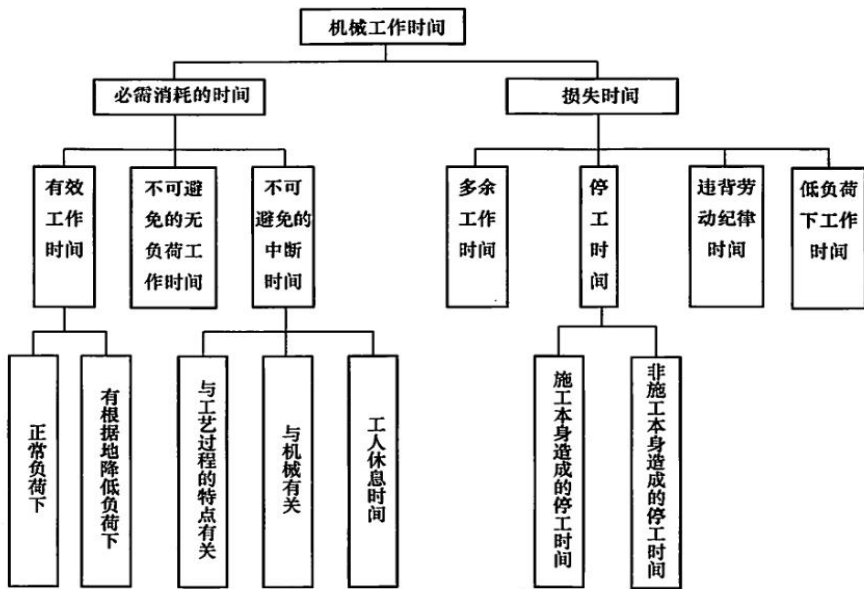 机械工作时间
必需消耗的时间
损失时间
有效
工作
时间
不可避
免的无
负荷工
作时间
不可
避免的
中断
时间
多余
工作
时间
停
工
时
间
违背劳
动纪律
时间
低负荷
下工作
时间
正常负荷下
有根据地降低负荷下
与工艺过程的特点有关
与机械有关
工人休息时间
施工本身造成的停工时间
非施工本身造成的停工时间